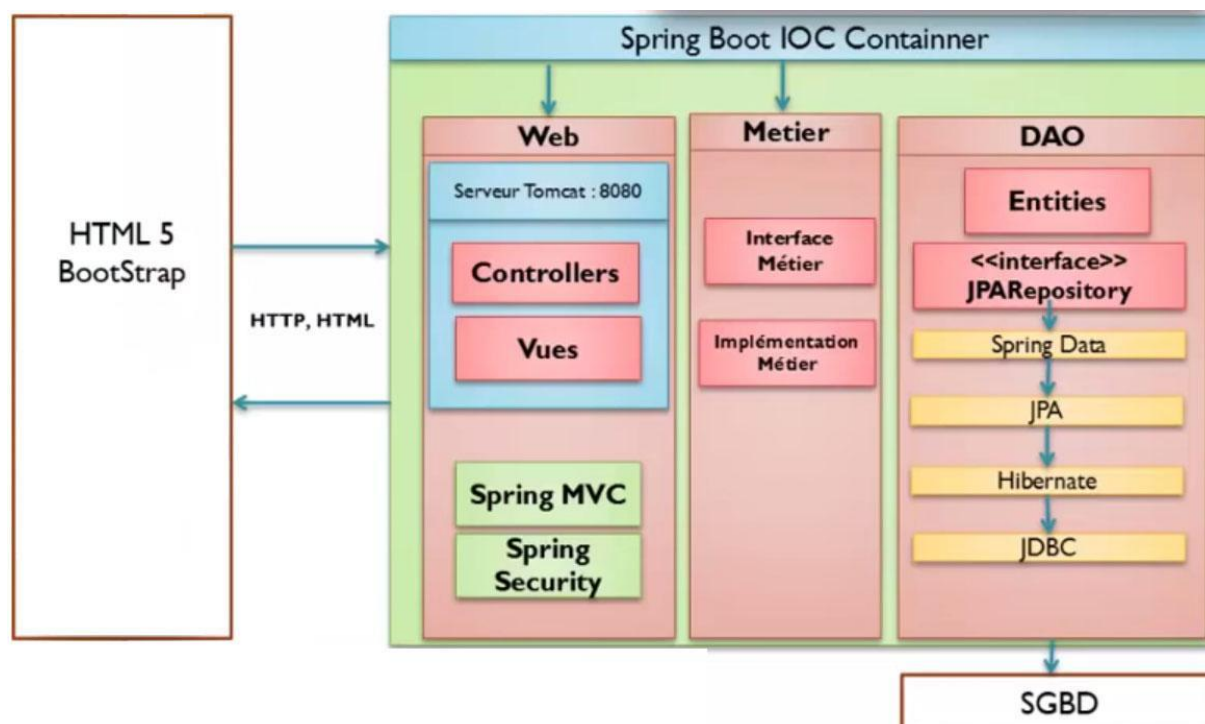 Spring Boot IOC Containner
HTML 5
BootStrap
HTTP, HTML
Web
Serveur Tomcat : 8080
Controllers
Vues
Spring MVC
Spring
Security
Metier
Interface
Métier
Implémentation
Métier
DAO
Entities
<<interface>>
JPARepository
Spring Data
JPA
Hibernate
JDBC
SGBD